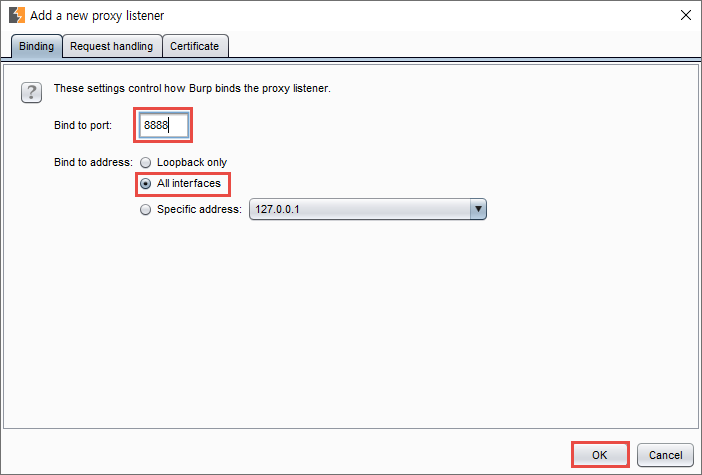 Add a new proxy listener
Binding
Request handling
Certificate
?
These settings control how Burp binds the proxy listener.
Bind to port: 8888
Bind to address: Loopback only
All interfaces
Specific address: 127.0.0.1
OK
Cancel